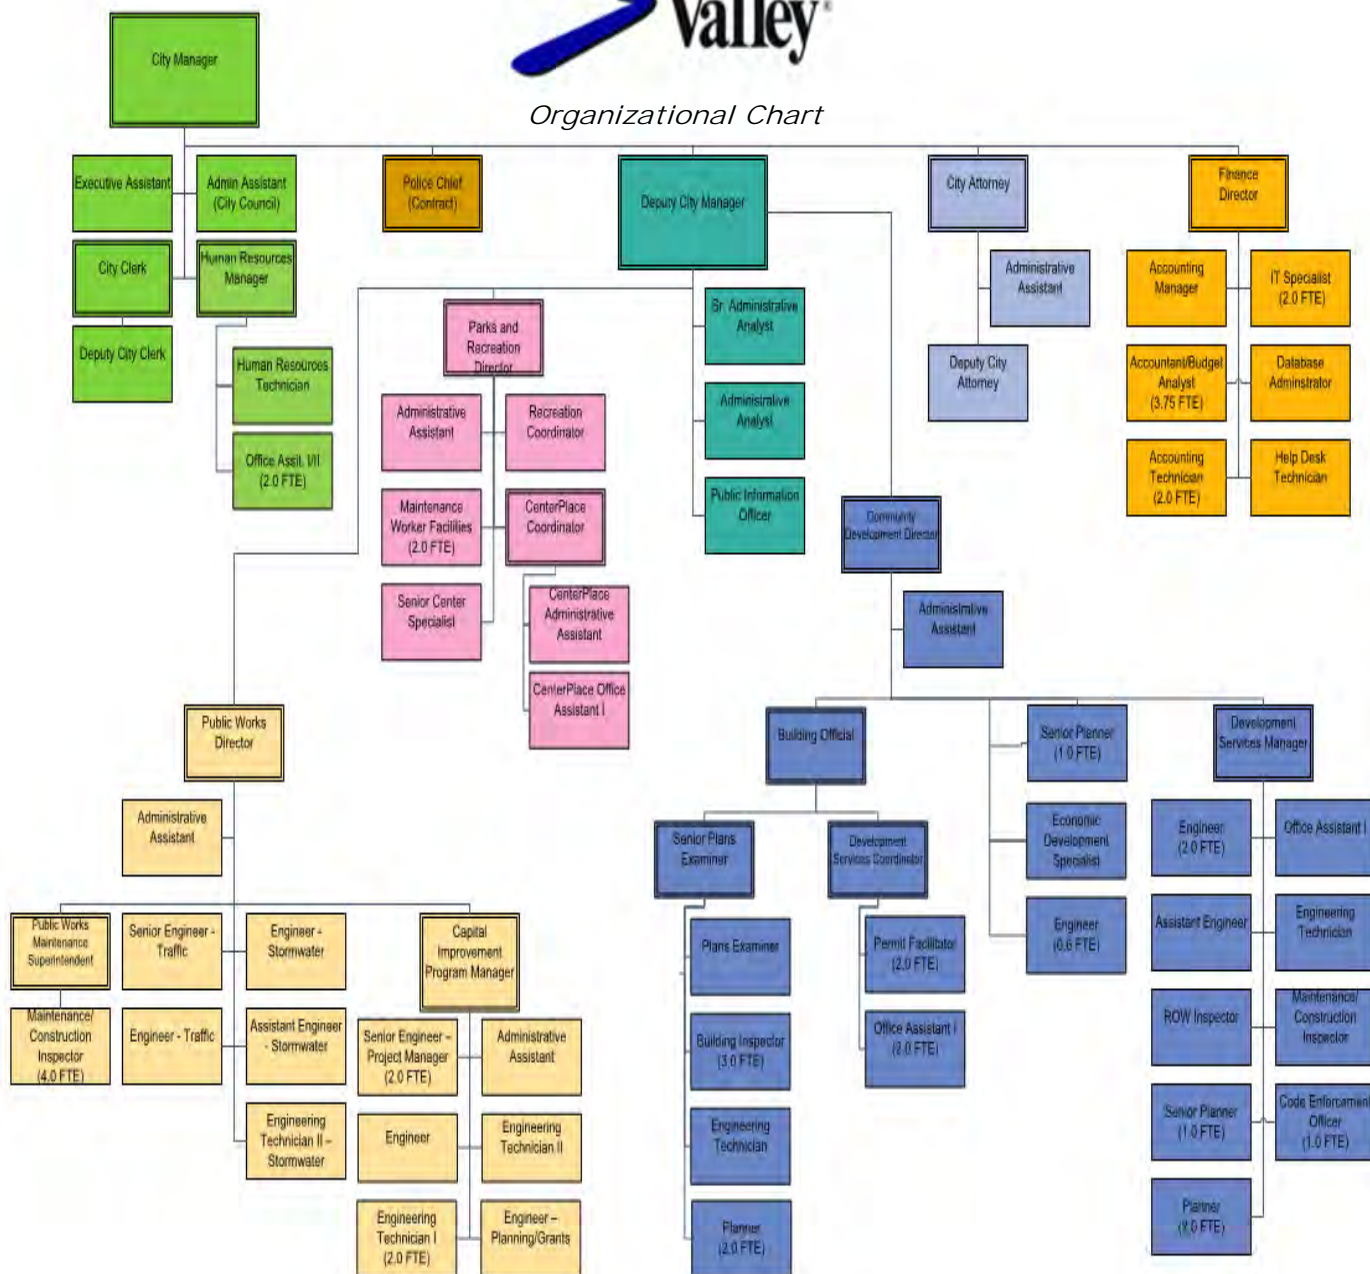 Valley®
Organizational Chart
City Manager
Executive Assistant
Admin Assistant
(City Council)
City Clerk
Human Resources
Manager
Deputy City Clerk
Human Resources
Technician
Office Assit. I/II
(2.0 FTE)
Police Chief
(Contract)
Deputy City Manager
Sr. Administrative
Analyst
Administrative
Analyst
Public Information
Officer
City Attorney
Administrative
Assistant
Deputy City
Attorney
Finance
Director
Accounting
Manager
IT Specialist
(2.0 FTE)
Accountant/Budget
Analyst
(3.75 FTE)
Database
Adminstrator
Accounting
Technician
(2.0 FTE)
Help Desk
Technician
Parks and
Recreation
Director
Administrative
Assistant
Recreation
Coordinator
Maintenance
Worker Facilities
(2.0 FTE)
CenterPlace
Coordinator
Senior Center
Specialist
CenterPlace
Administrative
Assistant
CenterPlace Office
Assistant I
Community
Development Director
Administrative
Assistant
Public Works
Director
Administrative
Assistant
Public Works
Maintenance
Superintendent
Maintenance/
Construction
Inspector
(4.0 FTE)
Senior Engineer -
Traffic
Engineer -
Stormwater
Engineer - Traffic
Assistant Engineer
- Stormwater
Engineering
Technician II –
Stormwater
Capital
Improvement
Program Manager
Senior Engineer –
Project Manager
(2.0 FTE)
Administrative
Assistant
Engineer
Engineering
Technician II
Engineering
Technician I
(2.0 FTE)
Engineer –
Planning/Grants
Building Official
Senior Plans
Examiner
Development
Services Coordinator
Plans Examiner
Building Inspector
(3.0 FTE)
Engineering
Technician
Planner
(2.0 FTE)
Permit Facilitator
(2.0 FTE)
Office Assistant I
(2.0 FTE)
Senior Planner
(1.0 FTE)
Economic
Development
Specialist
Engineer
(0.6 FTE)
Development
Services Manager
Engineer
(2.0 FTE)
Office Assistant I
Assistant Engineer
Engineering
Technician
ROW Inspector
Maintenance/
Construction
Inspector
Senior Planner
(1.0 FTE)
Code Enforcement
Officer
(1.0 FTE)
Planner